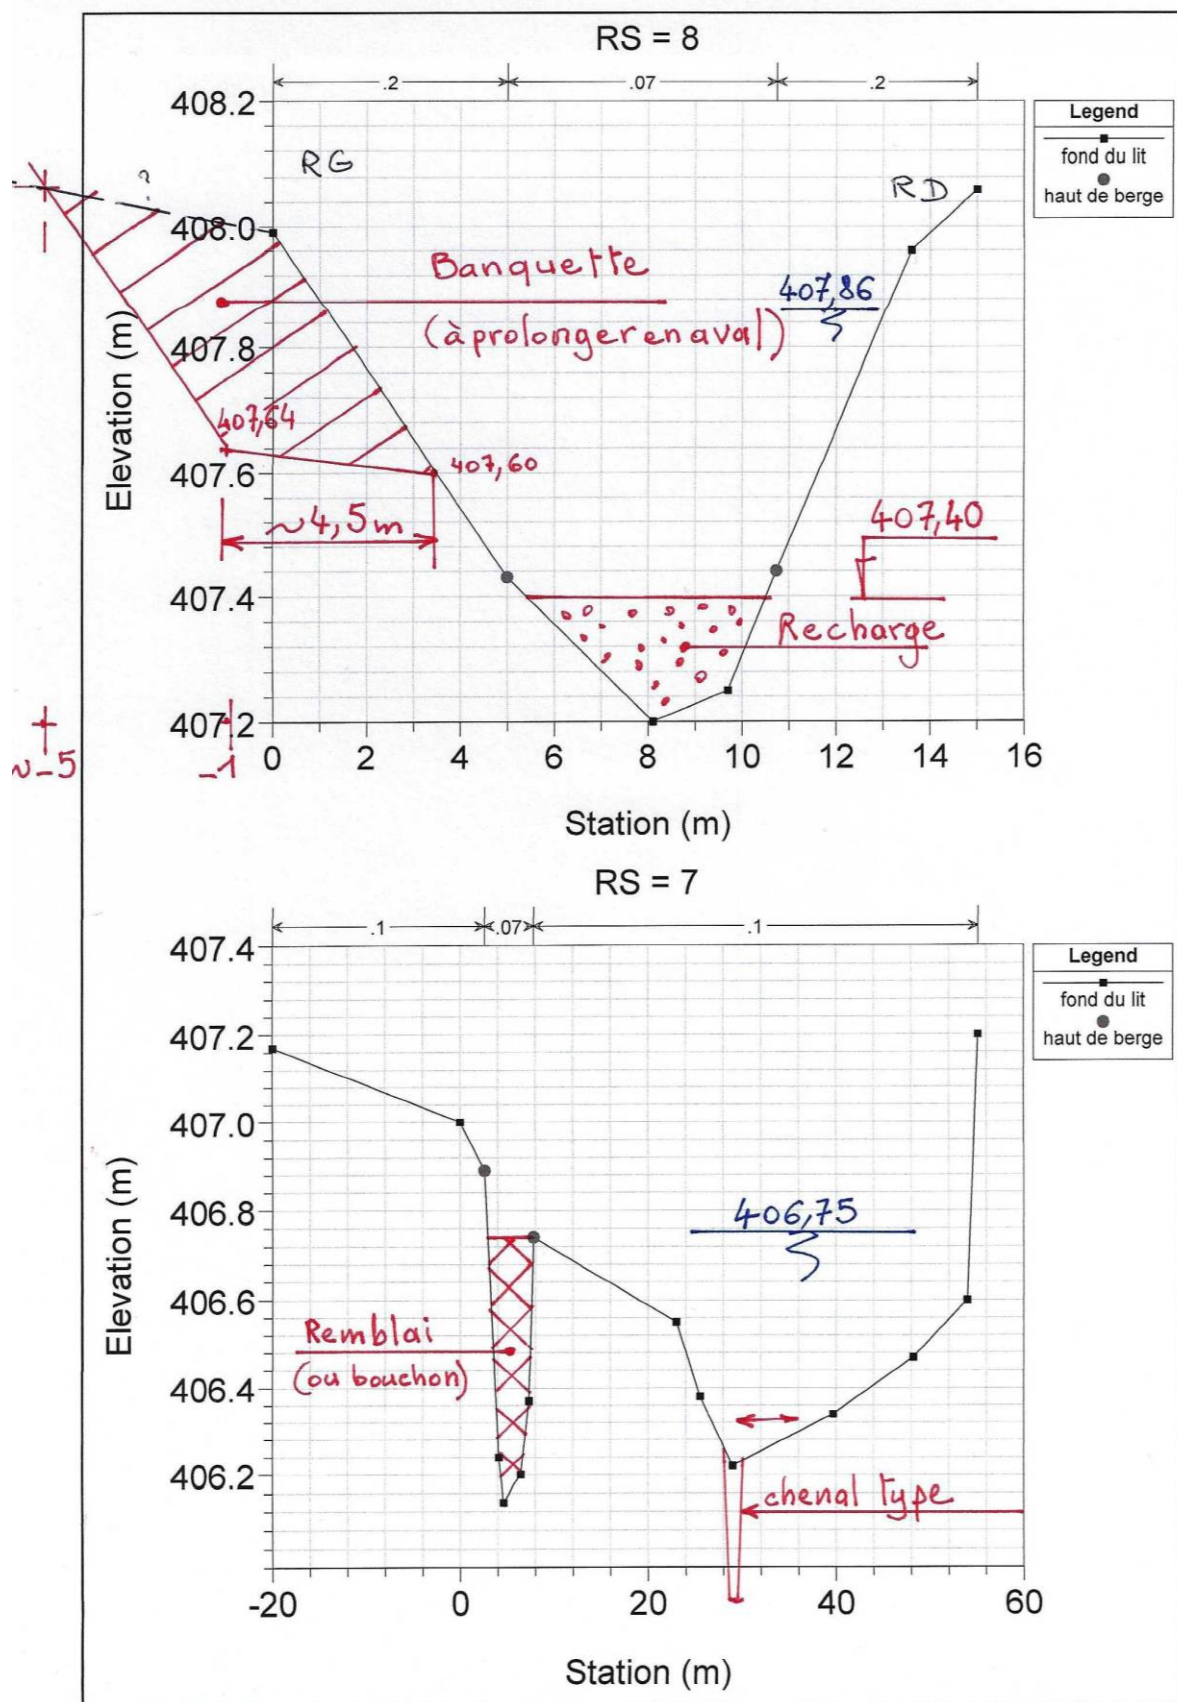 RS = 8
.2 .07 .2
408.2
408.0
407.8
407.6
407.4
407.2
Elevation (m)
RG
RD
?
Banquette
(à prolonger en aval)
407,86
407,64
407,60
~4,5m
407,40
Recharge
~-5
-1
0 2 4 6 8 10 12 14 16
Station (m)
Legend
fond du lit
haut de berge
RS = 7
.1 .07 .1
407.4
407.2
407.0
406.8
406.6
406.4
406.2
Elevation (m)
406,75
Remblai
(ou bouchon)
chenal type
-20 0 20 40 60
Station (m)
Legend
fond du lit
haut de berge